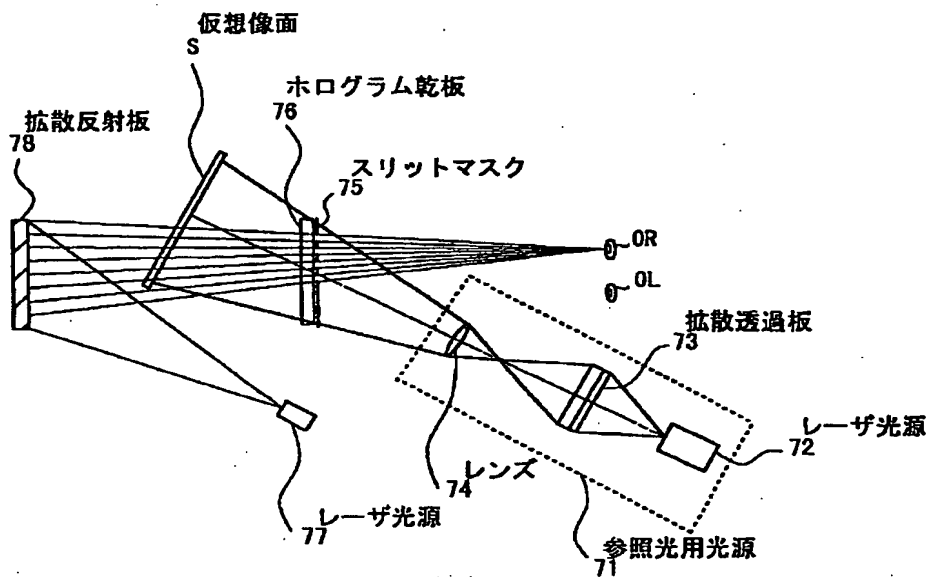 仮想像面
S
ホログラム乾板
76
拡散反射板
78
スリットマスク
75
OR
OL
拡散透過板
73
レーザ光源
72
レンズ
74
レーザ光源
77
参照光用光源
71